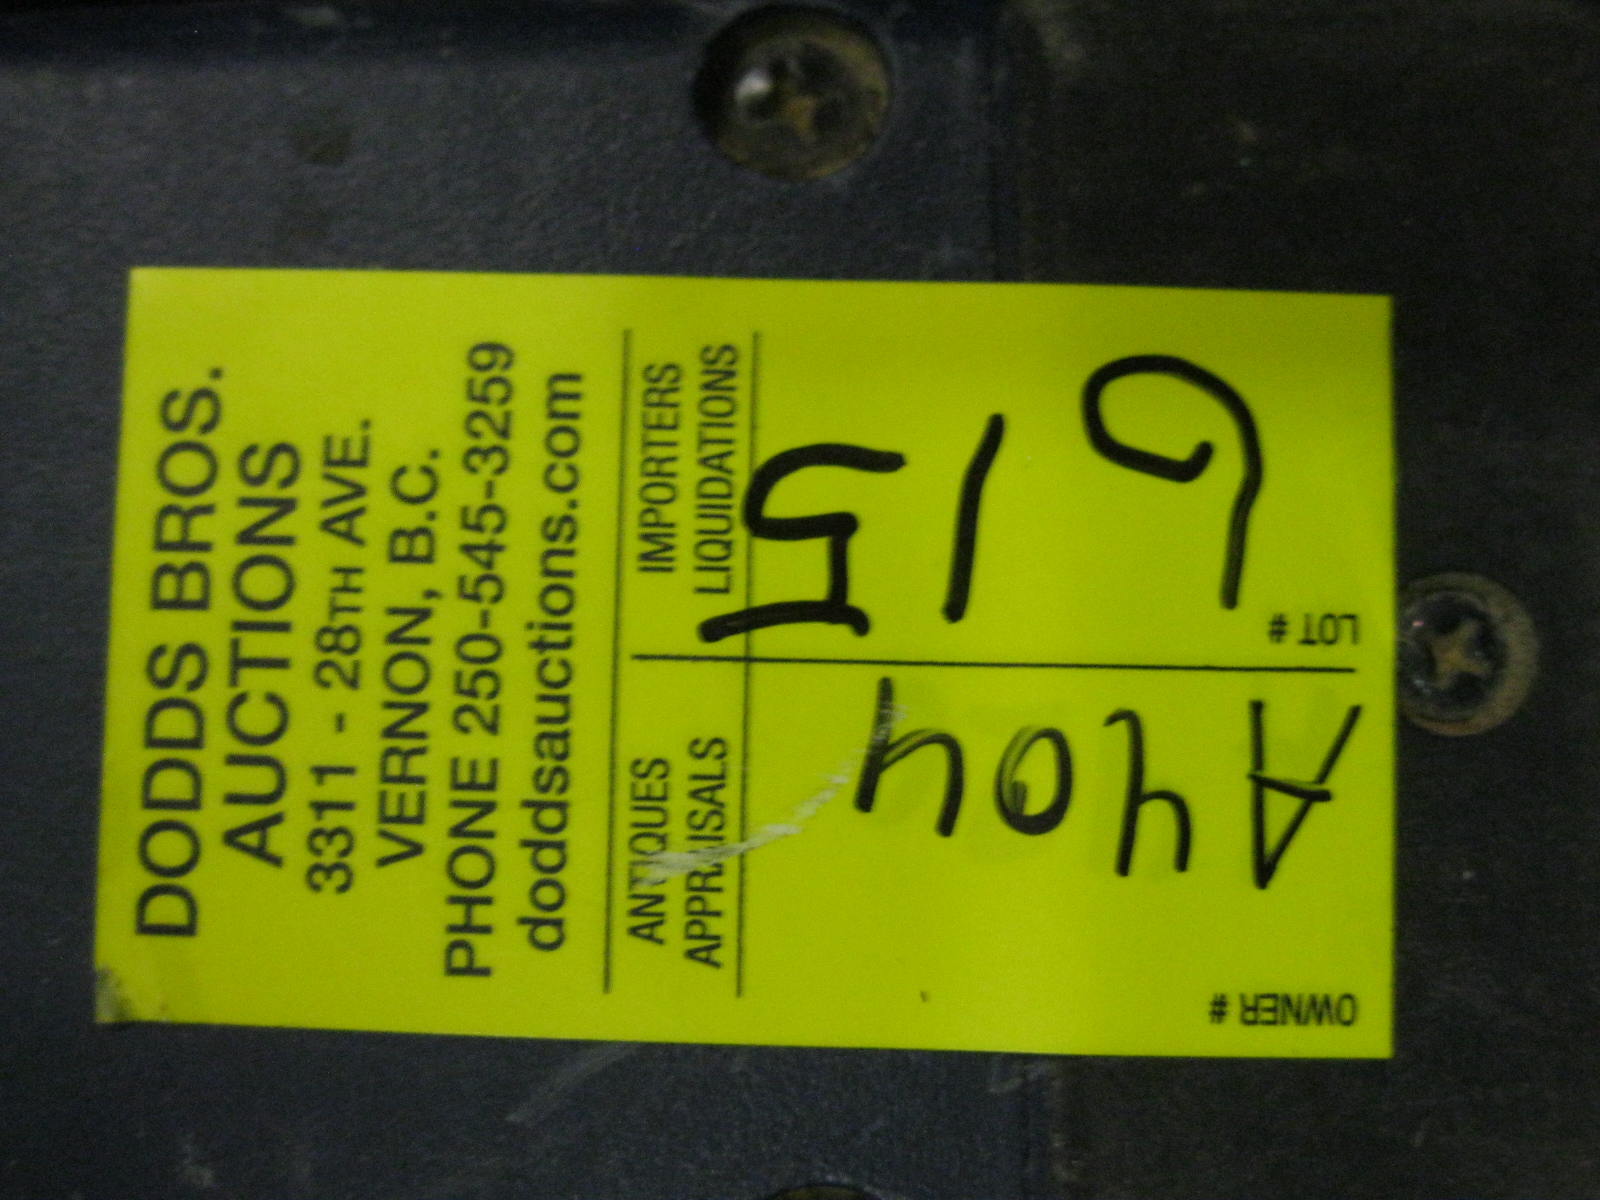 DODDS BROS.
AUCTIONS
3311 - 28TH AVE.
VERNON, B.C.
PHONE 250-545-3259
doddsauctions.com
ANTIQUES IMPORTERS
APPRAISALS LIQUIDATIONS
OWNER #
A404
LOT #
615